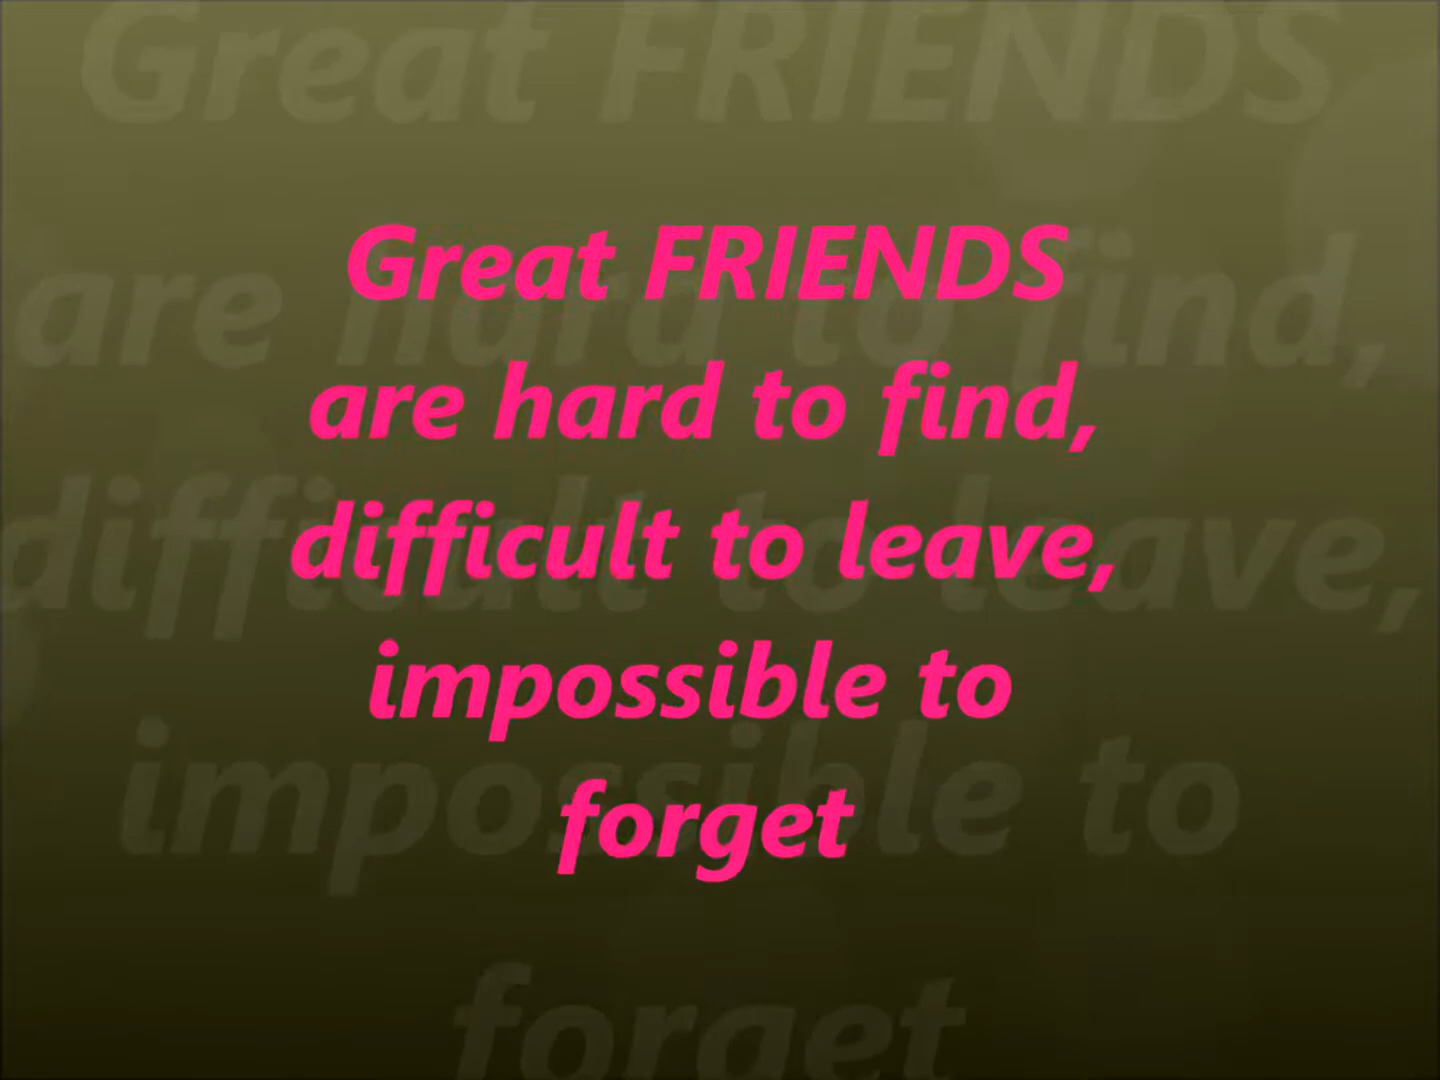 Great FRIENDS
are hard to find,
difficult to leave,
impossible to
forget